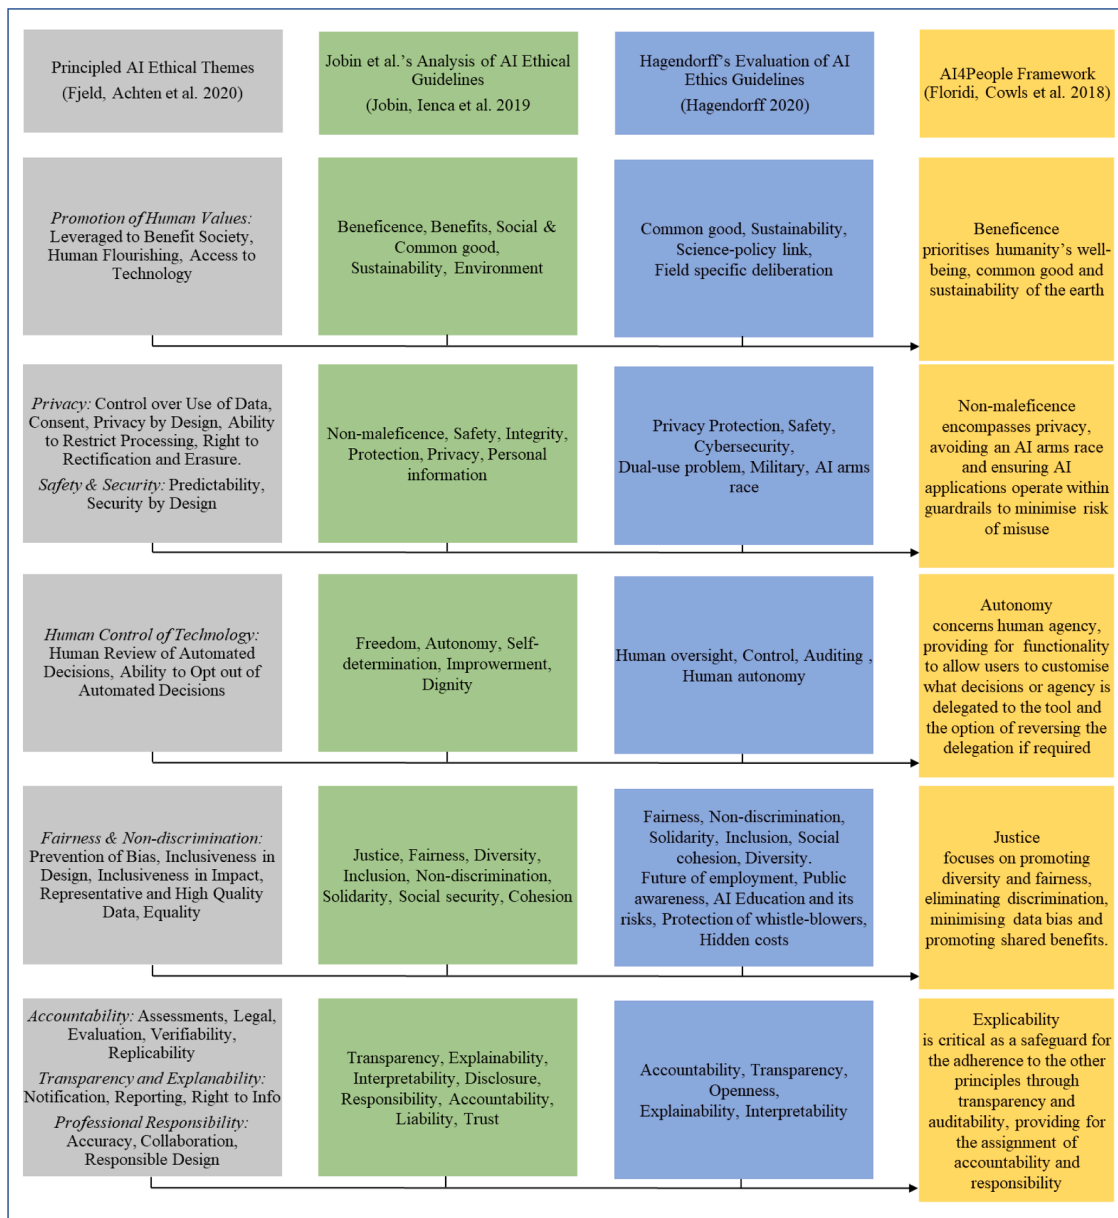 Principled AI Ethical Themes
(Fjeld, Achten et al. 2020)
Jobin et al.'s Analysis of AI Ethical
Guidelines
(Jobin, Ienca et al. 2019
Hagendorff's Evaluation of AI
Ethics Guidelines
(Hagendorff 2020)
AI4People Framework
(Floridi, Cowls et al. 2018)
Promotion of Human Values:
Leveraged to Benefit Society,
Human Flourishing, Access to
Technology
Beneficence, Benefits, Social &
Common good,
Sustainability, Environment
Common good, Sustainability,
Science-policy link,
Field specific deliberation
Beneficence
prioritises humanity's well-
being, common good and
sustainability of the earth
Privacy: Control over Use of Data,
Consent, Privacy by Design, Ability
to Restrict Processing, Right to
Rectification and Erasure.
Safety & Security: Predictability,
Security by Design
Non-maleficence, Safety, Integrity,
Protection, Privacy, Personal
information
Privacy Protection, Safety,
Cybersecurity,
Dual-use problem, Military, AI arms
race
Non-maleficence
encompasses privacy,
avoiding an AI arms race
and ensuring AI
applications operate within
guardrails to minimise risk
of misuse
Human Control of Technology:
Human Review of Automated
Decisions, Ability to Opt out of
Automated Decisions
Freedom, Autonomy, Self-
determination, Improwerment,
Dignity
Human oversight, Control, Auditing ,
Human autonomy
Autonomy
concerns human agency,
providing for functionality
to allow users to customise
what decisions or agency is
delegated to the tool and
the option of reversing the
delegation if required
Fairness & Non-discrimination:
Prevention of Bias, Inclusiveness in
Design, Inclusiveness in Impact,
Representative and High Quality
Data, Equality
Justice, Fairness, Diversity,
Inclusion, Non-discrimination,
Solidarity, Social security, Cohesion
Fairness, Non-discrimination,
Solidarity, Inclusion, Social
cohesion, Diversity.
Future of employment, Public
awareness, AI Education and its
risks, Protection of whistle-blowers,
Hidden costs
Justice
focuses on promoting
diversity and fairness,
eliminating discrimination,
minimising data bias and
promoting shared benefits.
Accountability: Assessments, Legal,
Evaluation, Verifiability,
Replicability
Transparency and Explanability:
Notification, Reporting, Right to Info
Professional Responsibility:
Accuracy, Collaboration,
Responsible Design
Transparency, Explainability,
Interpretability, Disclosure,
Responsibility, Accountability,
Liability, Trust
Accountability, Transparency,
Openness,
Explainability, Interpretability
Explicability
is critical as a safeguard for
the adherence to the other
principles through
transparency and
auditability, providing for
the assignment of
accountability and
responsibility